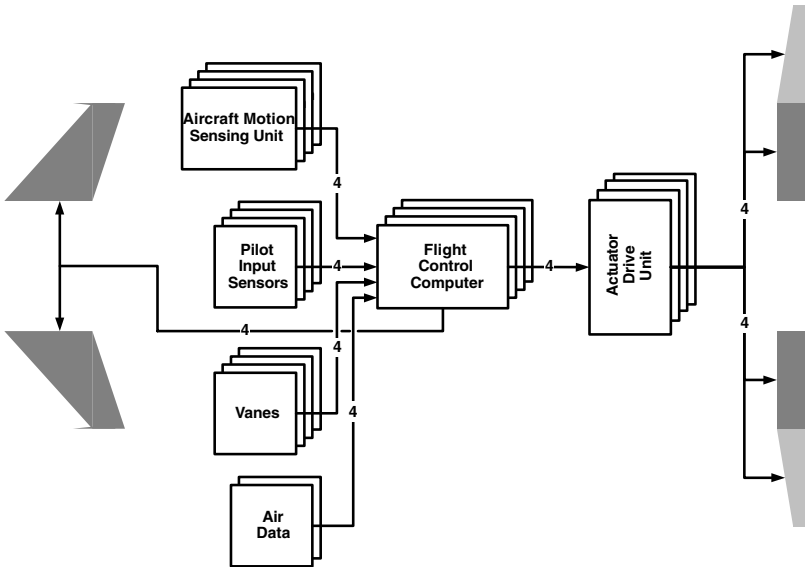 Aircraft Motion
Sensing Unit
4
Pilot
Input
Sensors
4
Flight
Control
Computer
4
Actuator
Drive
Unit
4
4
4
4
Vanes
4
Air
Data